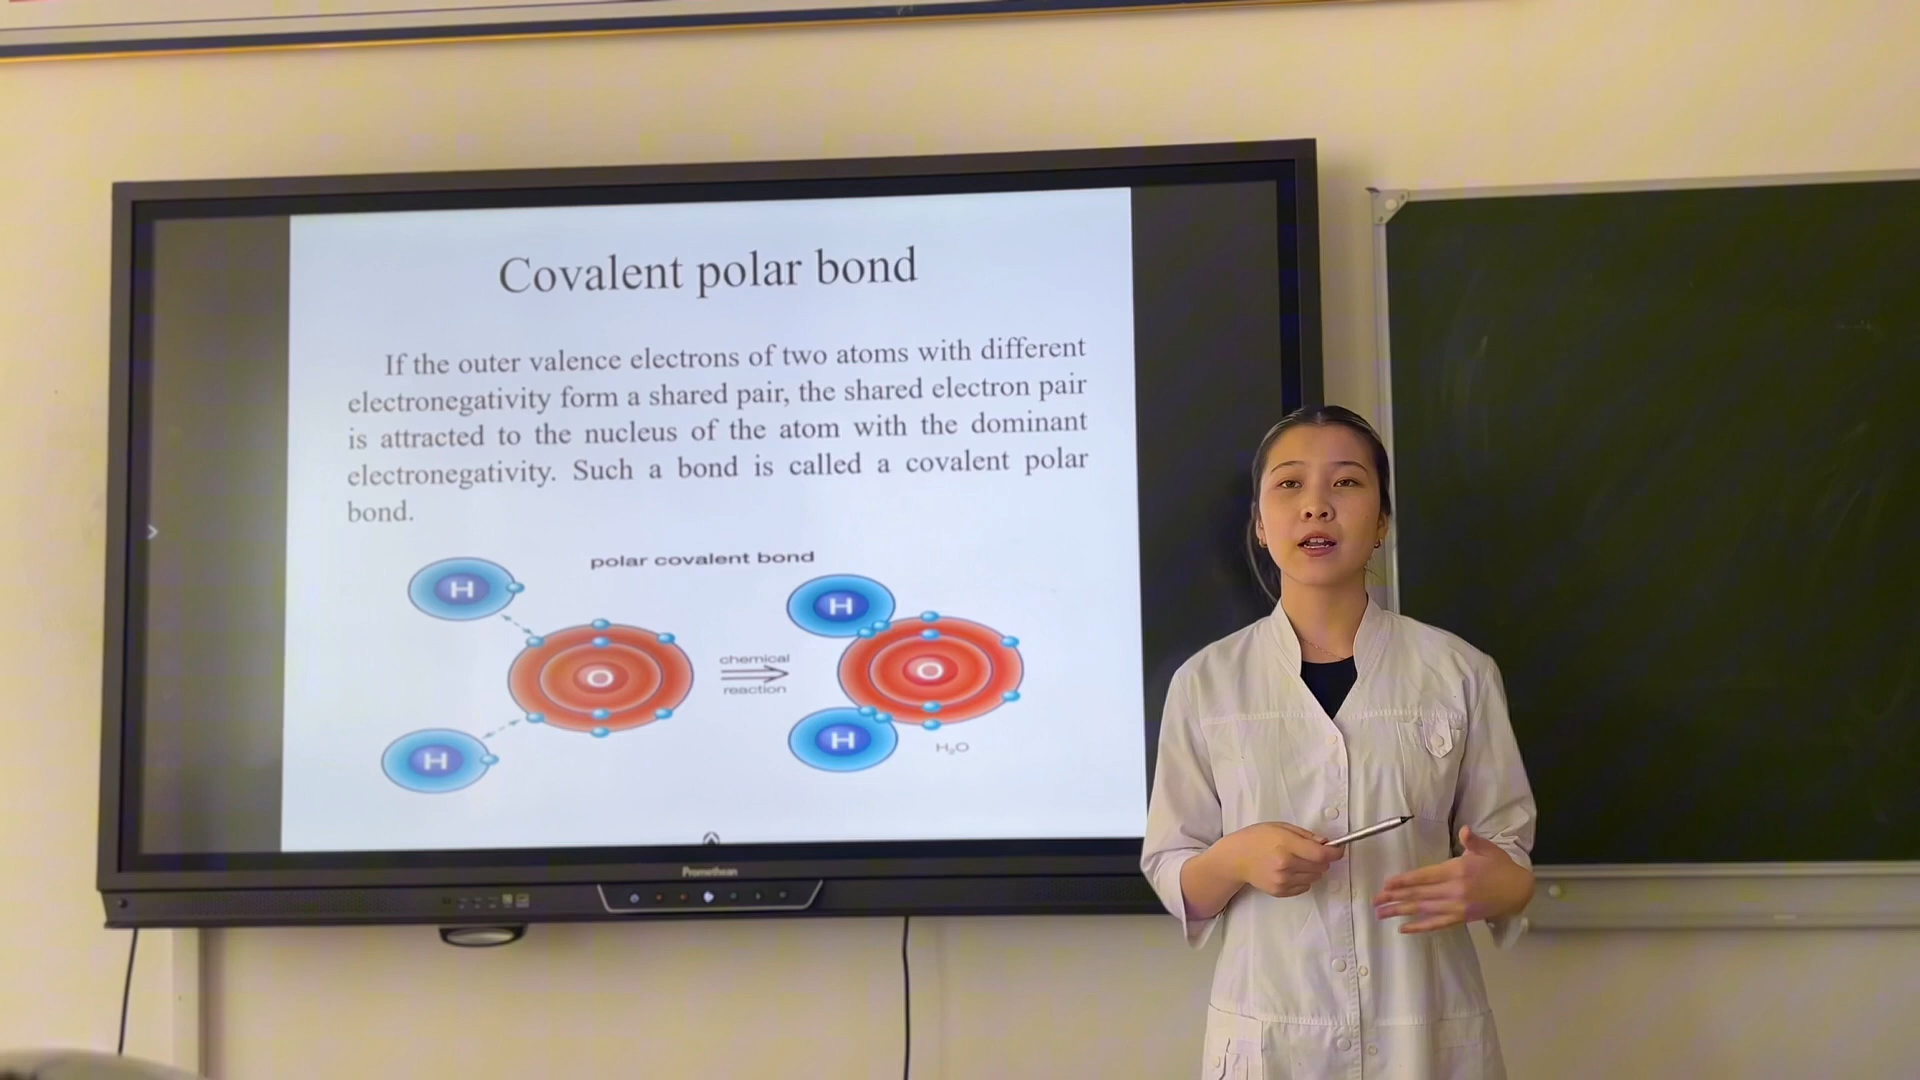 Covalent polar bond
If the outer valence electrons of two atoms with different
electronegativity form a shared pair, the shared electron pair
is attracted to the nucleus of the atom with the dominant
electronegativity. Such a bond is called a covalent polar
bond.
polar covalent bond
H
H
O
H
H
chemical
reaction
O
H₂O
Promethean